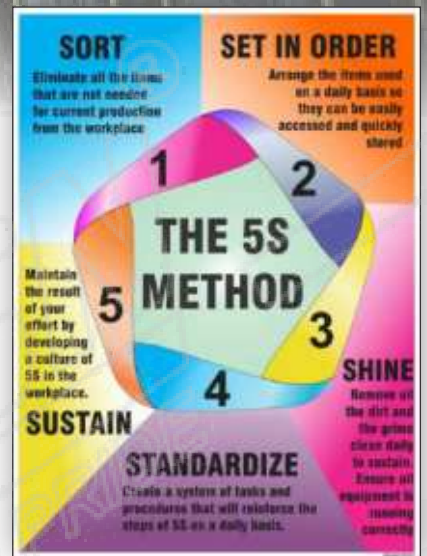 SORT
Eliminate all the items
that are not needed
for current production
from the workplace
SET IN ORDER
Arrange the items used
on a daily basis so
they can be easily
accessed and quickly
stored
1
2
THE 5S
METHOD
3
4
5
SHINE
Remove all
the dirt and
the grime
clean daily
to sustain.
Ensure all
equipment is
running
correctly
STANDARDIZE
Create a system of tasks and
procedures that will reinforce the
steps of 5S on a daily basis.
Maintain
the result
of your
effort by
developing
a culture of
5S in the
workplace.
SUSTAIN